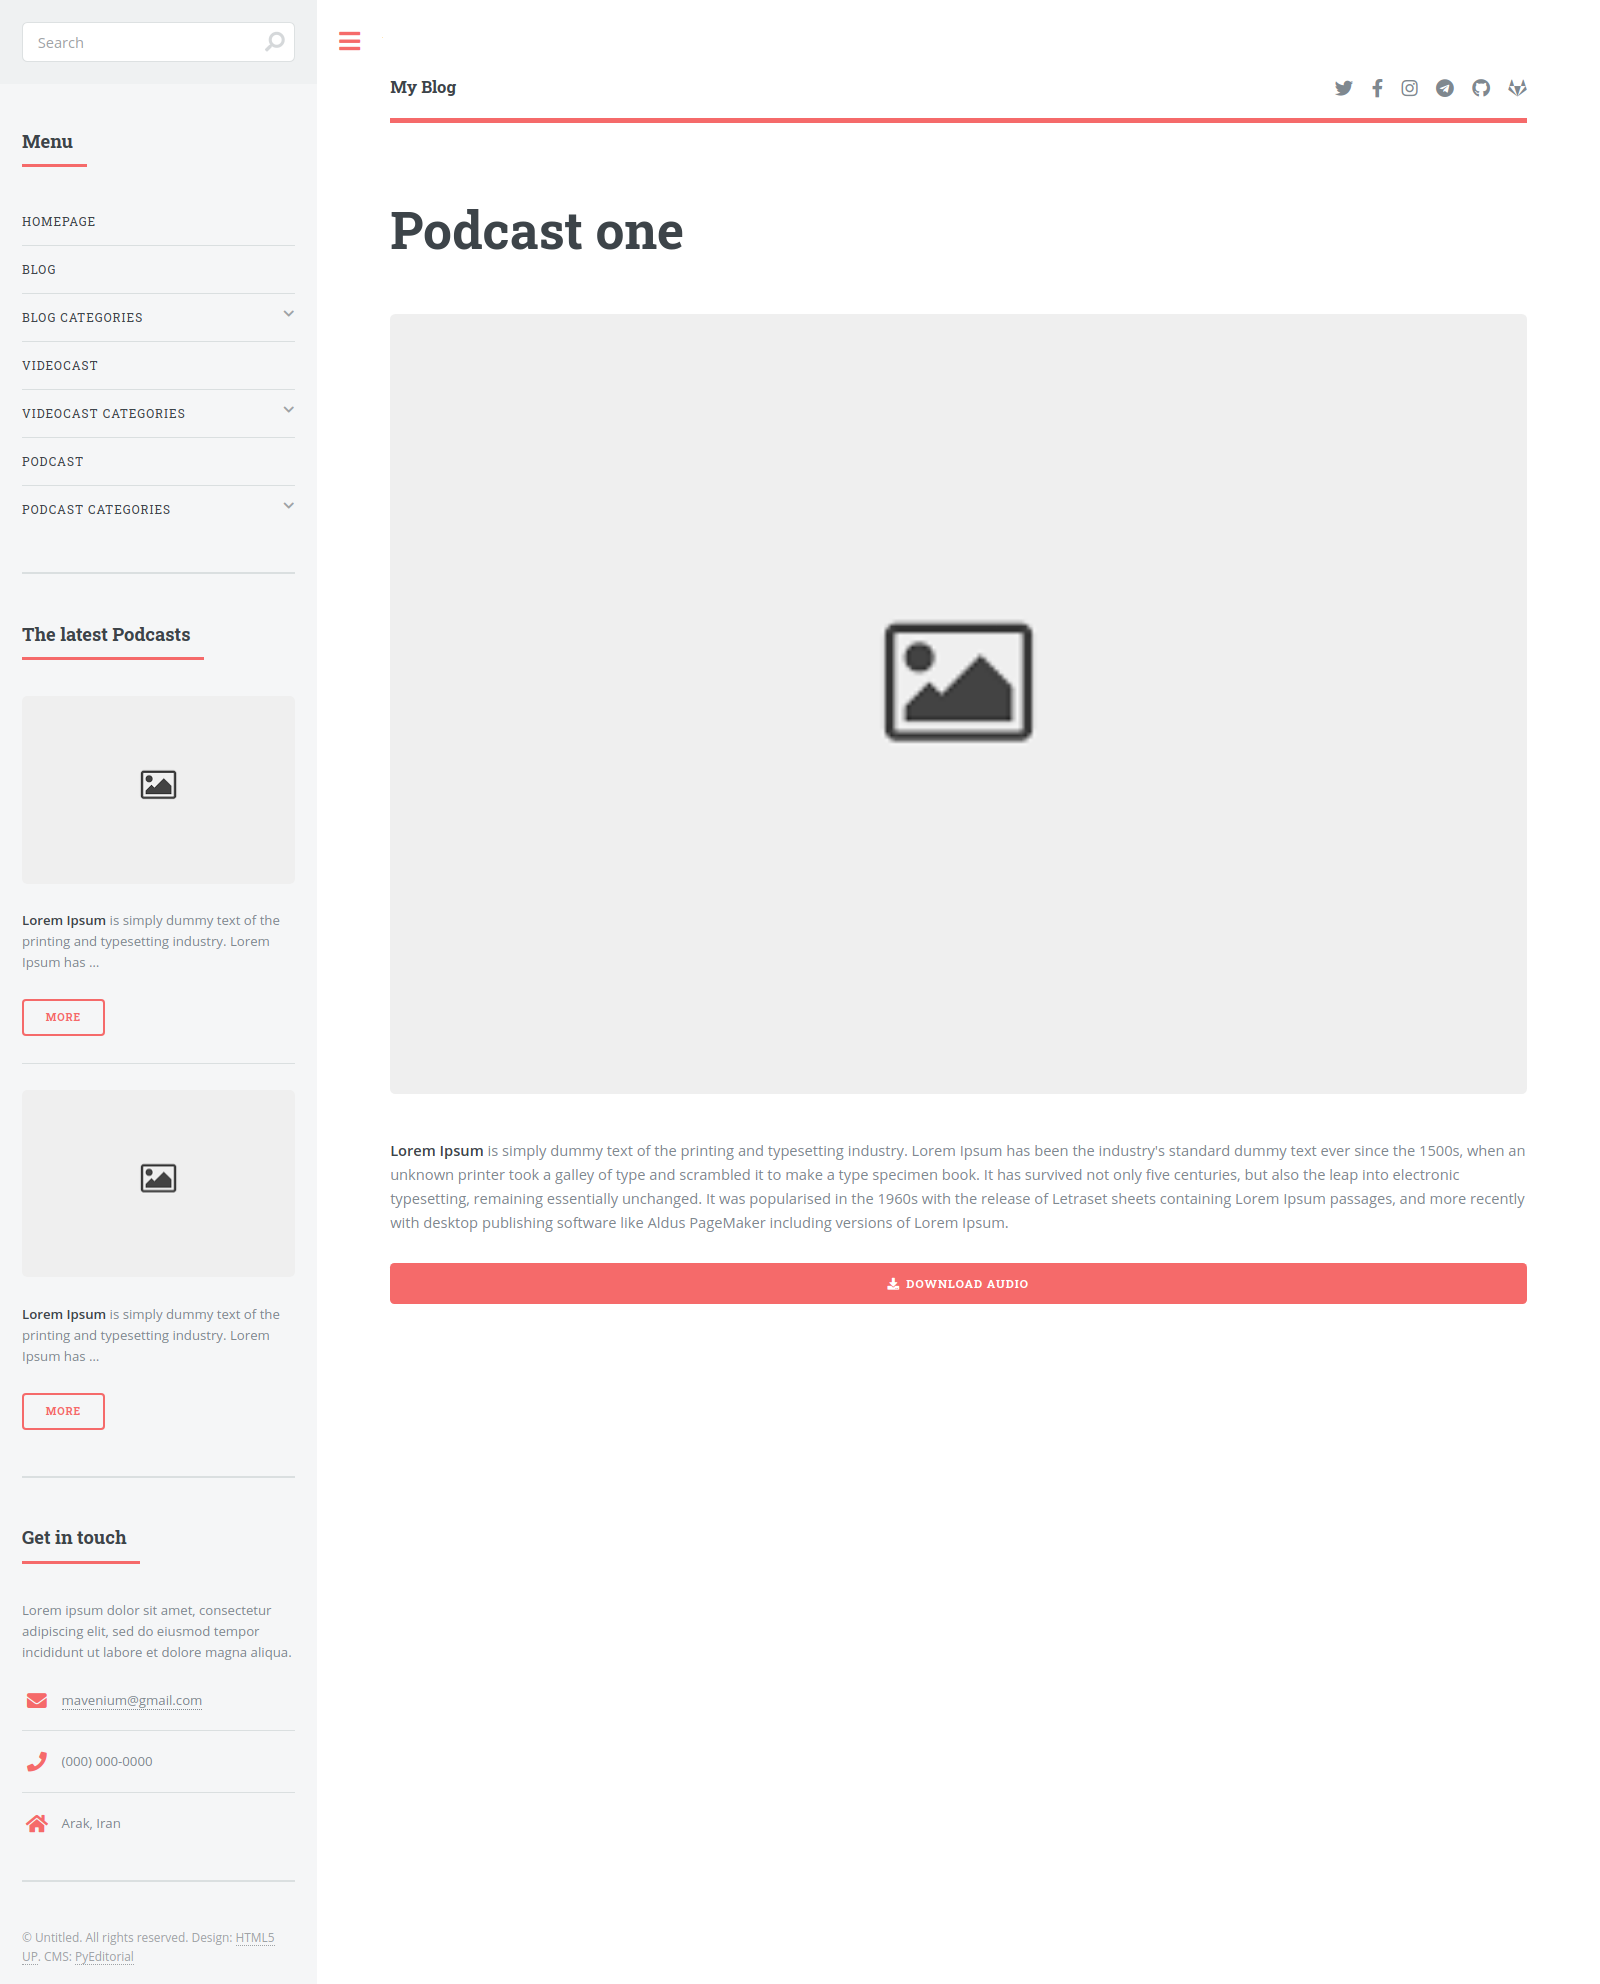 Search
Menu
HOMEPAGE
BLOG
BLOG CATEGORIES
VIDEOCAST
VIDEOCAST CATEGORIES
PODCAST
PODCAST CATEGORIES
The latest Podcasts
Lorem Ipsum is simply dummy text of the
printing and typesetting industry. Lorem
Ipsum has ...
MORE
Lorem Ipsum is simply dummy text of the
printing and typesetting industry. Lorem
Ipsum has ...
MORE
Get in touch
Lorem ipsum dolor sit amet, consectetur
adipiscing elit, sed do eiusmod tempor
incididunt ut labore et dolore magna aliqua.
mavenium@gmail.com
(000) 000-0000
Arak, Iran
© Untitled. All rights reserved. Design: HTML5
UP. CMS: PyEditorial
My Blog
Podcast one
Lorem Ipsum is simply dummy text of the printing and typesetting industry. Lorem Ipsum has been the industry's standard dummy text ever since the 1500s, when an
unknown printer took a galley of type and scrambled it to make a type specimen book. It has survived not only five centuries, but also the leap into electronic
typesetting, remaining essentially unchanged. It was popularised in the 1960s with the release of Letraset sheets containing Lorem Ipsum passages, and more recently
with desktop publishing software like Aldus PageMaker including versions of Lorem Ipsum.
DOWNLOAD AUDIO